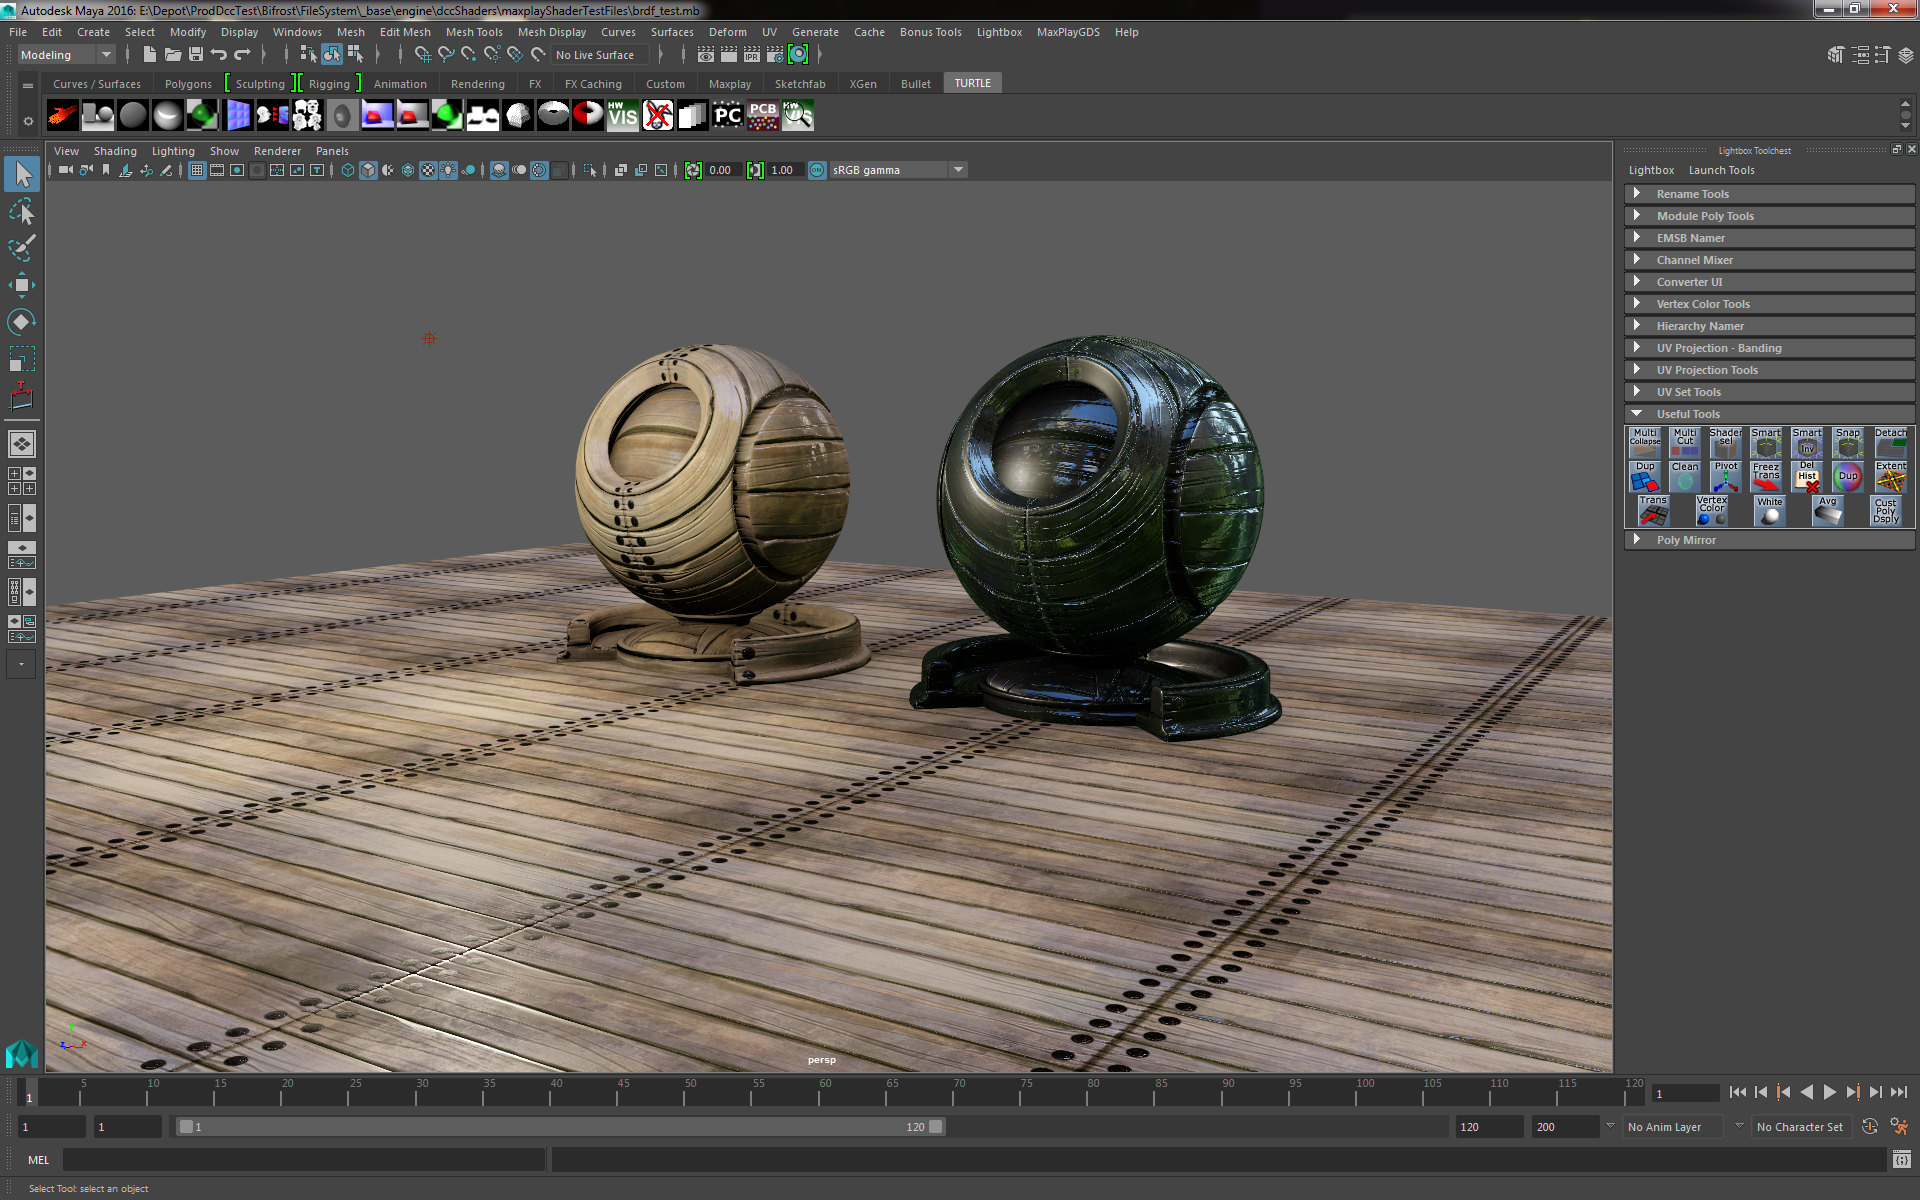 Autodesk Maya 2016: E:\Depot\ProdDccTest\Bifrost\FileSystem\_base\engine\dccShaders\maxplayShaderTestFiles\brdf_test.mb
File Edit Create Select Modify Display Windows Mesh Edit Mesh Mesh Tools Mesh Display Curves Surfaces Deform UV Generate Cache Bonus Tools Lightbox MaxPlayGDS Help
Modeling No Live Surface IPR
Curves / Surfaces Polygons Sculpting Rigging Animation Rendering FX FX Caching Custom Maxplay Sketchfab XGen Bullet TURTLE
HW VIS PC PCB HW
View Shading Lighting Show Renderer Panels
0.00 1.00 ON sRGB gamma
Lightbox Toolchest
Lightbox Launch Tools
Rename Tools
Module Poly Tools
EMSB Namer
Channel Mixer
Converter UI
Vertex Color Tools
Hierarchy Namer
UV Projection - Banding
UV Projection Tools
UV Set Tools
Useful Tools
Multi Collapse Multi Cut Shader sel Smart Smart Inv Snap Detach
Dup Clean Pivot Freez Trans Del Hist Dup Extent
Trans Vertex Color White Avg Cust Poly Dsply
Poly Mirror
T
y
z x
persp
1 5 10 15 20 25 30 35 40 45 50 55 60 65 70 75 80 85 90 95 100 105 110 115 120 1
1 1 1 120 120 200 No Anim Layer No Character Set
MEL
Select Tool: select an object